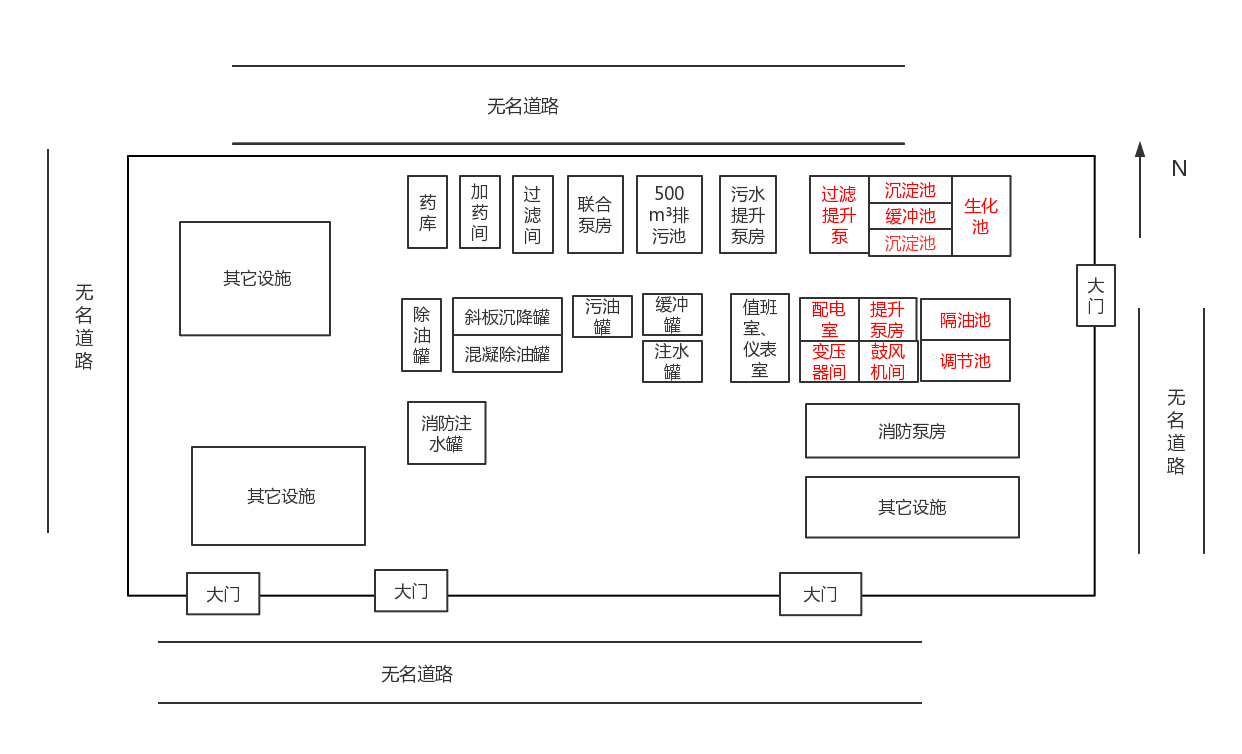 无名道路
N
无
名
道
路
药
库
加
药
间
过
滤
间
联合
泵房
500
m³排
污池
污水
提升
泵房
过滤
提升
泵
沉淀池
缓冲池
沉淀池
生化
池
其它设施
大
门
除
油
罐
斜板沉降罐
混凝除油罐
污油
罐
缓冲
罐
注水
罐
值班
室、
仪表
室
配电
室
提升
泵房
变压
器间
鼓风
机间
隔油池
调节池
无
名
道
路
消防注
水罐
消防泵房
其它设施
其它设施
大门
大门
大门
无名道路